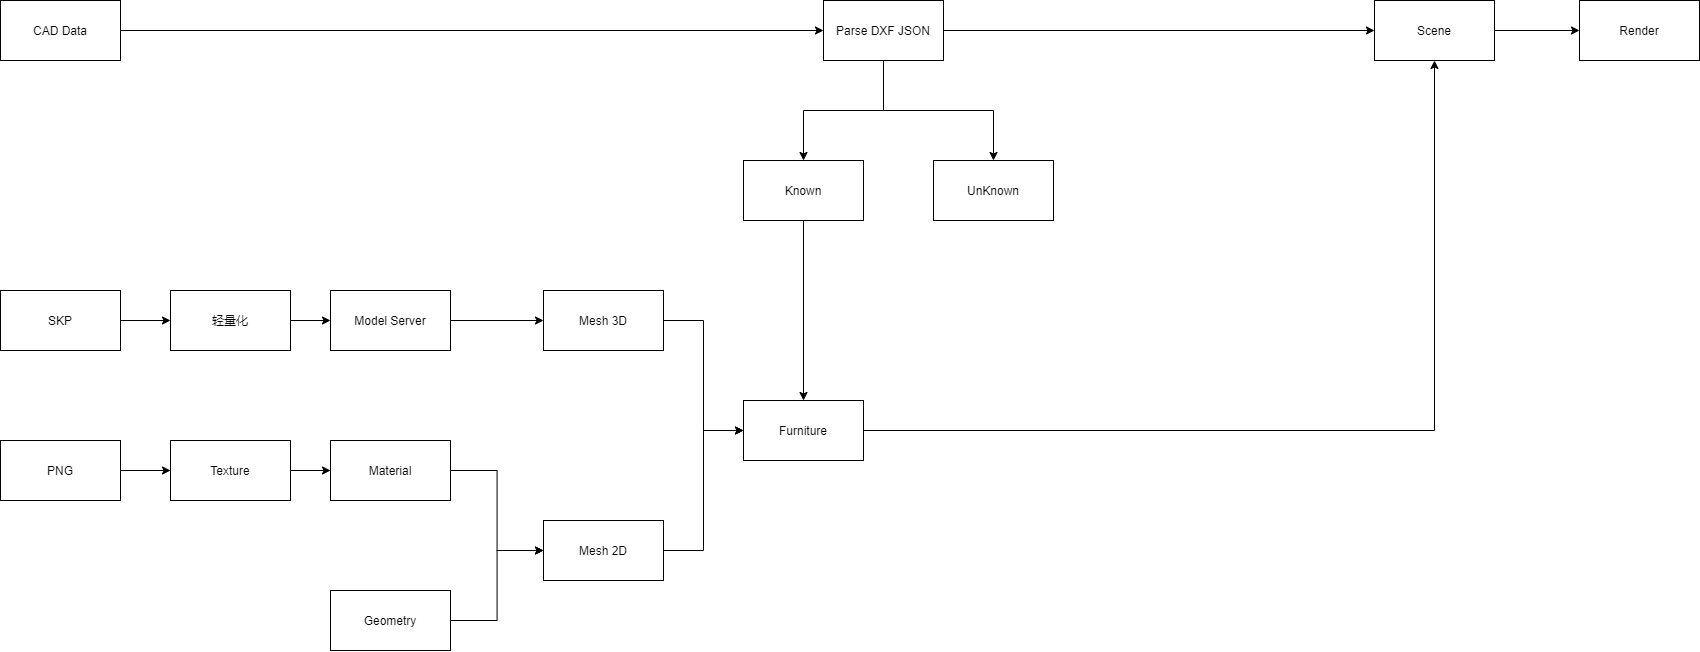 CAD Data
Parse DXF JSON
Scene
Render
Known
UnKnown
SKP
轻量化
Model Server
Mesh 3D
Furniture
PNG
Texture
Material
Mesh 2D
Geometry